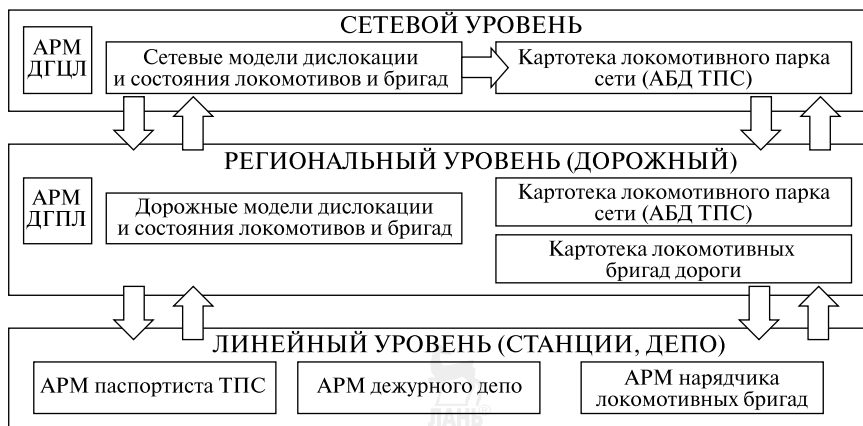 СЕТЕВОЙ УРОВЕНЬ
АРМ
ДГЦЛ
Сетевые модели дислокации
и состояния локомотивов и бригад
Картотека локомотивного парка
сети (АБД ТПС)
РЕГИОНАЛЬНЫЙ УРОВЕНЬ (ДОРОЖНЫЙ)
АРМ
ДГПЛ
Дорожные модели дислокации
и состояния локомотивов и бригад
Картотека локомотивного парка
сети (АБД ТПС)
Картотека локомотивных
бригад дороги
ЛИНЕЙНЫЙ УРОВЕНЬ (СТАНЦИИ, ДЕПО)
АРМ паспортиста ТПС
АРМ дежурного депо
АРМ нарядчика
локомотивных бригад
ЛАНЬ®